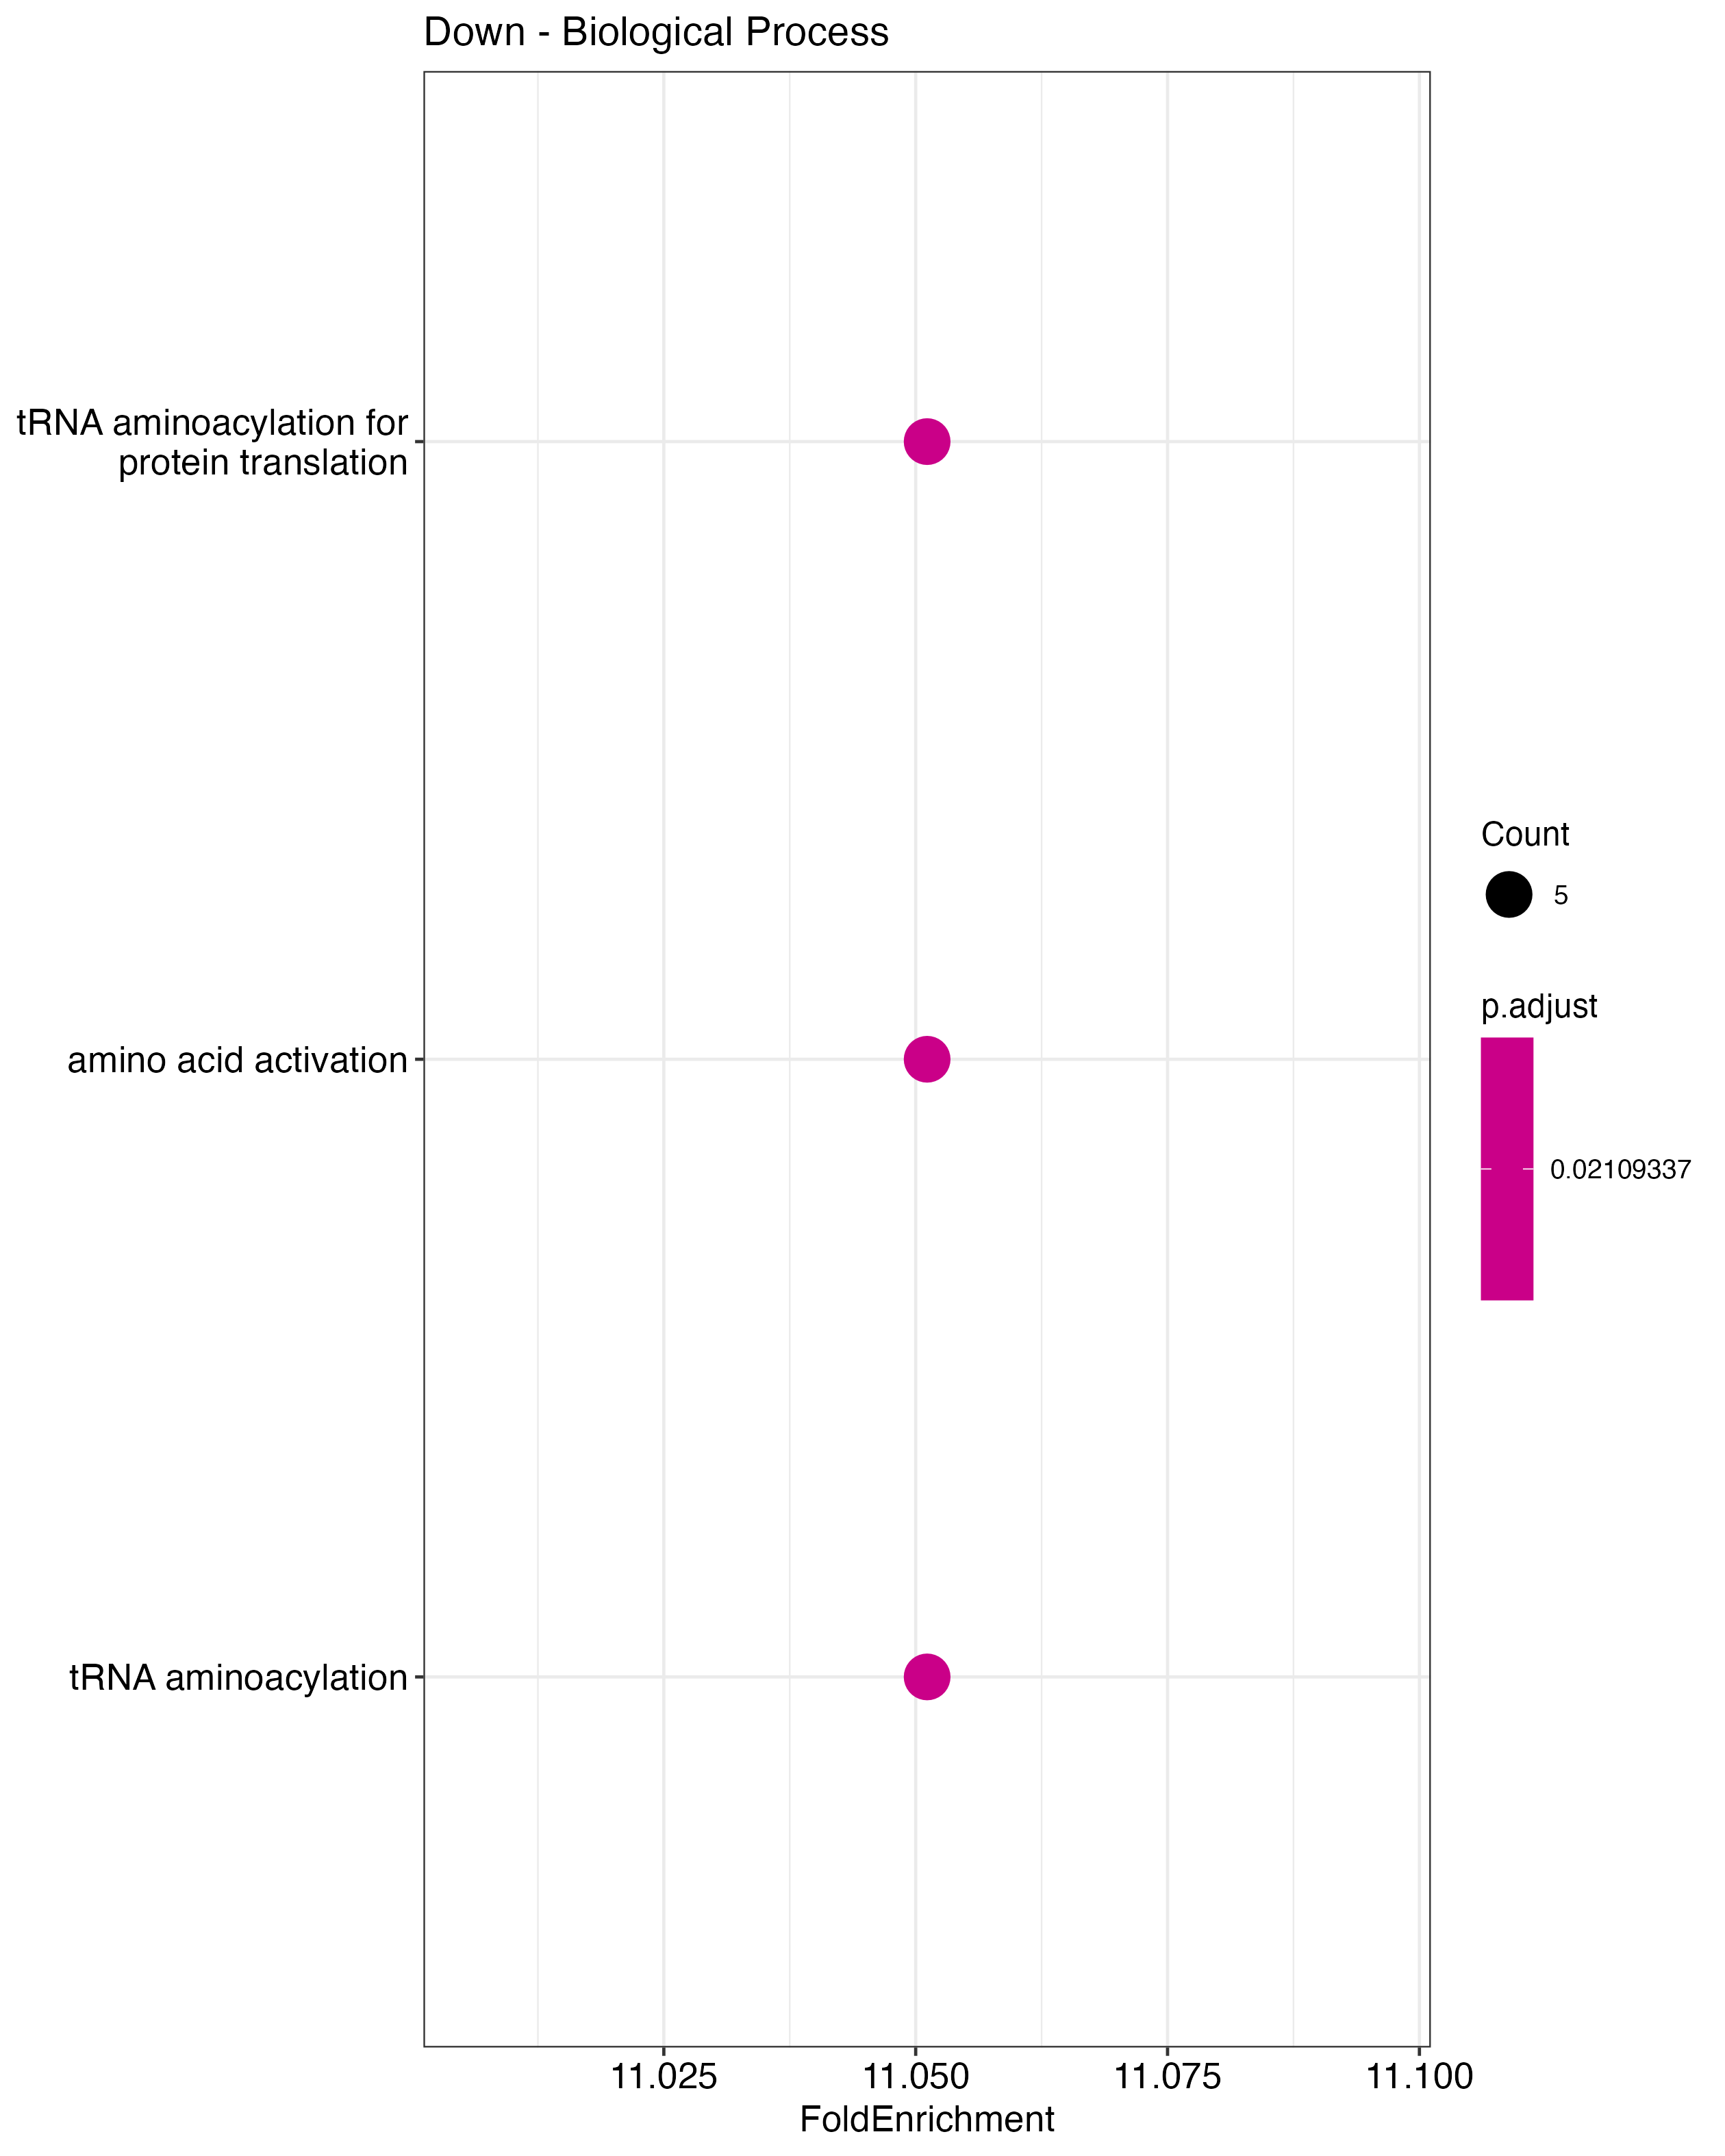 Down - Biological Process
tRNA aminoacylation for
protein translation
amino acid activation
tRNA aminoacylation
11.025
11.050
11.075
11.100
FoldEnrichment
Count
5
p.adjust
0.02109337